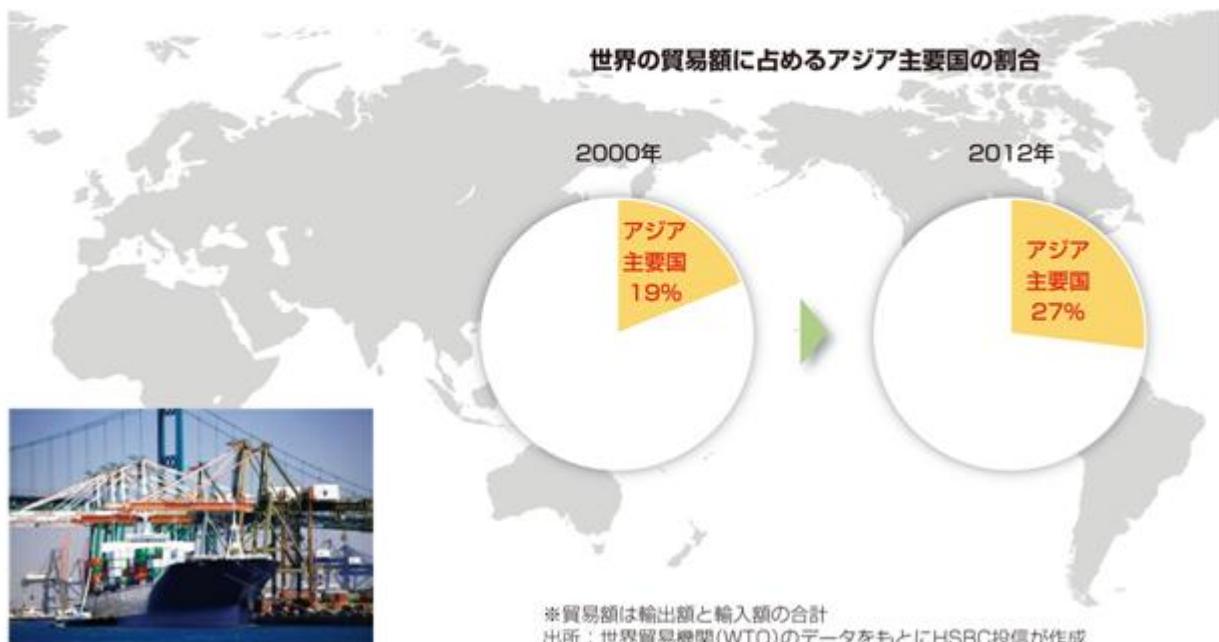 世界の貿易額に占めるアジア主要国の割合
2000年
2012年
アジア
主要国
19%
アジア
主要国
27%
※貿易額は輸出額と輸入額の合計
出所:世界貿易機関(WTO)のデータをもとにHSBC投信が作成